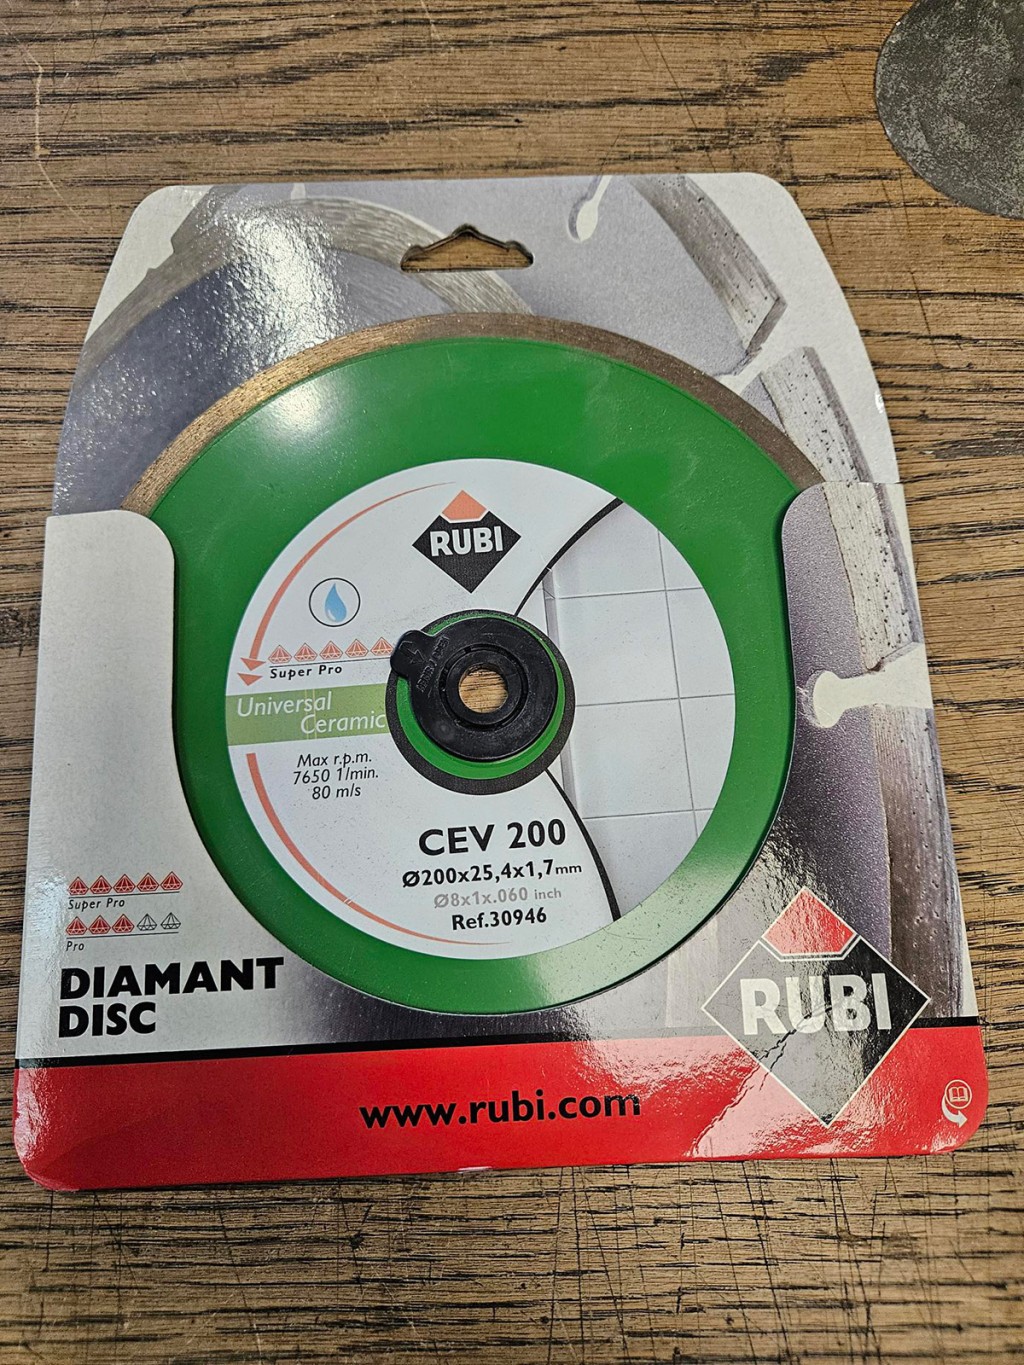 RUBI
Super Pro
Universal
Ceramic
Max r.p.m.
7650 1/min.
80 m/s
CEV 200
Ø200x25,4x1,7mm
Ø8x1x.060 inch
Ref.30946
Super Pro
Pro
DIAMANT
DISC
RUBI
www.rubi.com